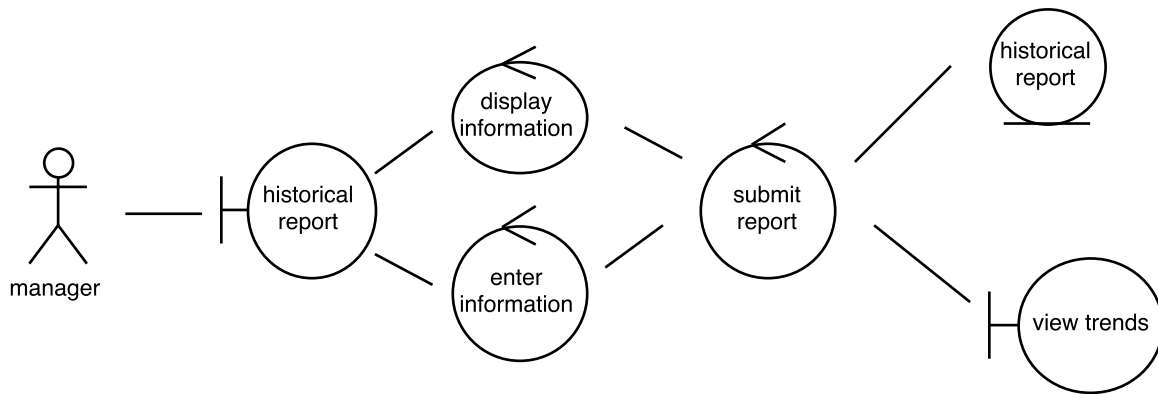 manager
historical
report
display
information
enter
information
submit
report
historical
report
view trends